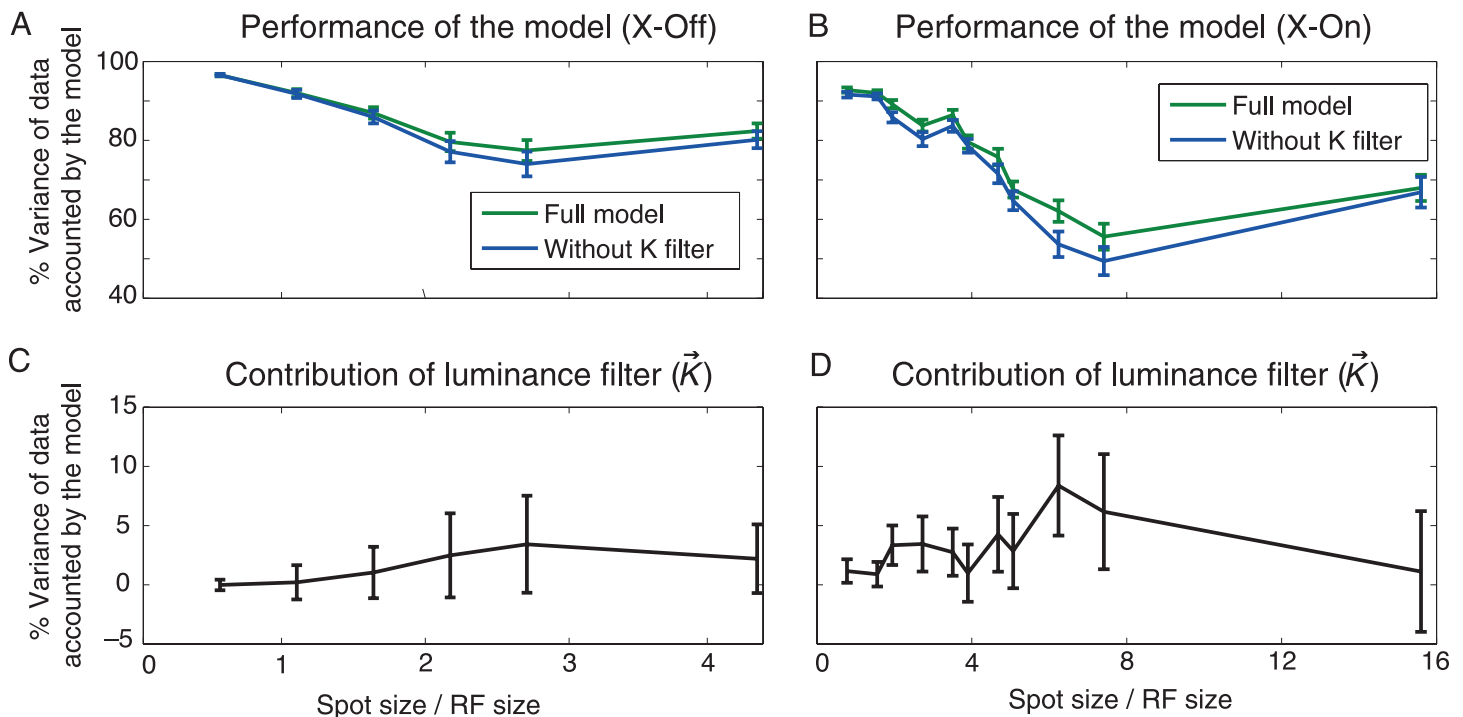 A
Performance of the model (X-Off)
% Variance of data
accounted by the model
100
80
60
40
Full model
Without K filter
B
Performance of the model (X-On)
Full model
Without K filter
C
Contribution of luminance filter (K⃗)
% Variance of data
accounted by the model
15
10
5
0
–5
0 1 2 3 4
Spot size / RF size
D
Contribution of luminance filter (K⃗)
0 4 8 12 16
Spot size / RF size